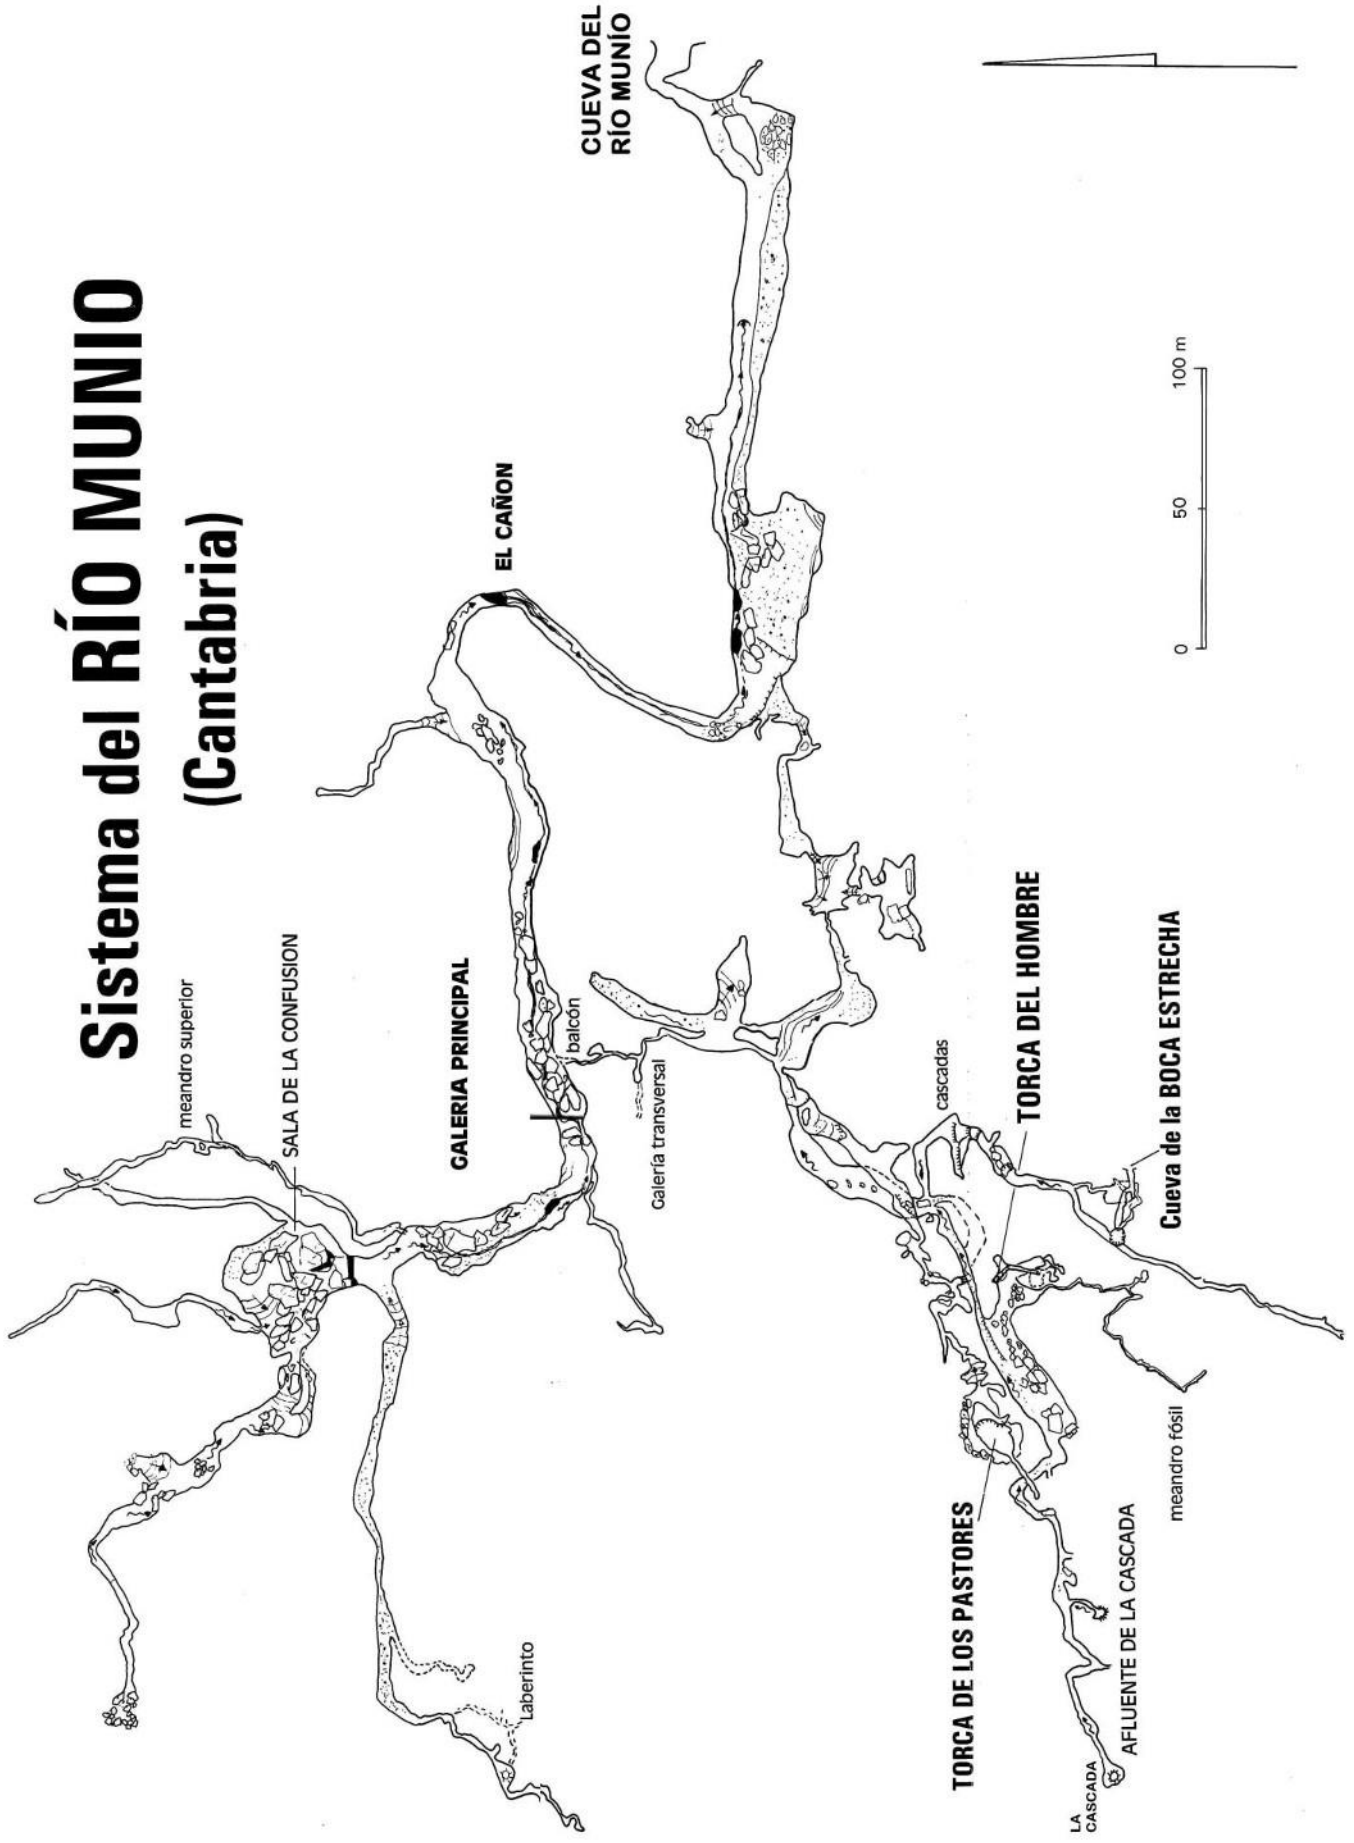 Sistema del RÍO MUNIO
(Cantabria)
meandro superior
SALA DE LA CONFUSION
GALERIA PRINCIPAL
EL CAÑON
CUEVA DEL
RÍO MUNÍO
balcón
Galería transversal
Laberinto
cascadas
TORCA DEL HOMBRE
Cueva de la BOCA ESTRECHA
TORCA DE LOS PASTORES
meandro fósil
AFLUENTE DE LA CASCADA
LA
CASCADA
0 50 100 m